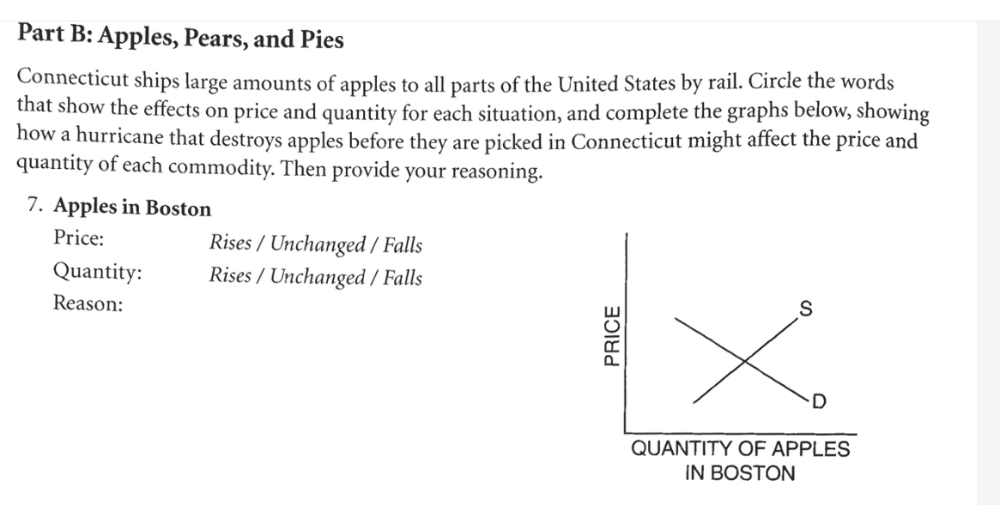 Part B: Apples, Pears, and Pies
Connecticut ships large amounts of apples to all parts of the United States by rail. Circle the words
that show the effects on price and quantity for each situation, and complete the graphs below, showing
how a hurricane that destroys apples before they are picked in Connecticut might affect the price and
quantity of each commodity. Then provide your reasoning.
7. Apples in Boston
Price: Rises / Unchanged / Falls
Quantity: Rises / Unchanged / Falls
Reason:
PRICE
S
D
QUANTITY OF APPLES
IN BOSTON